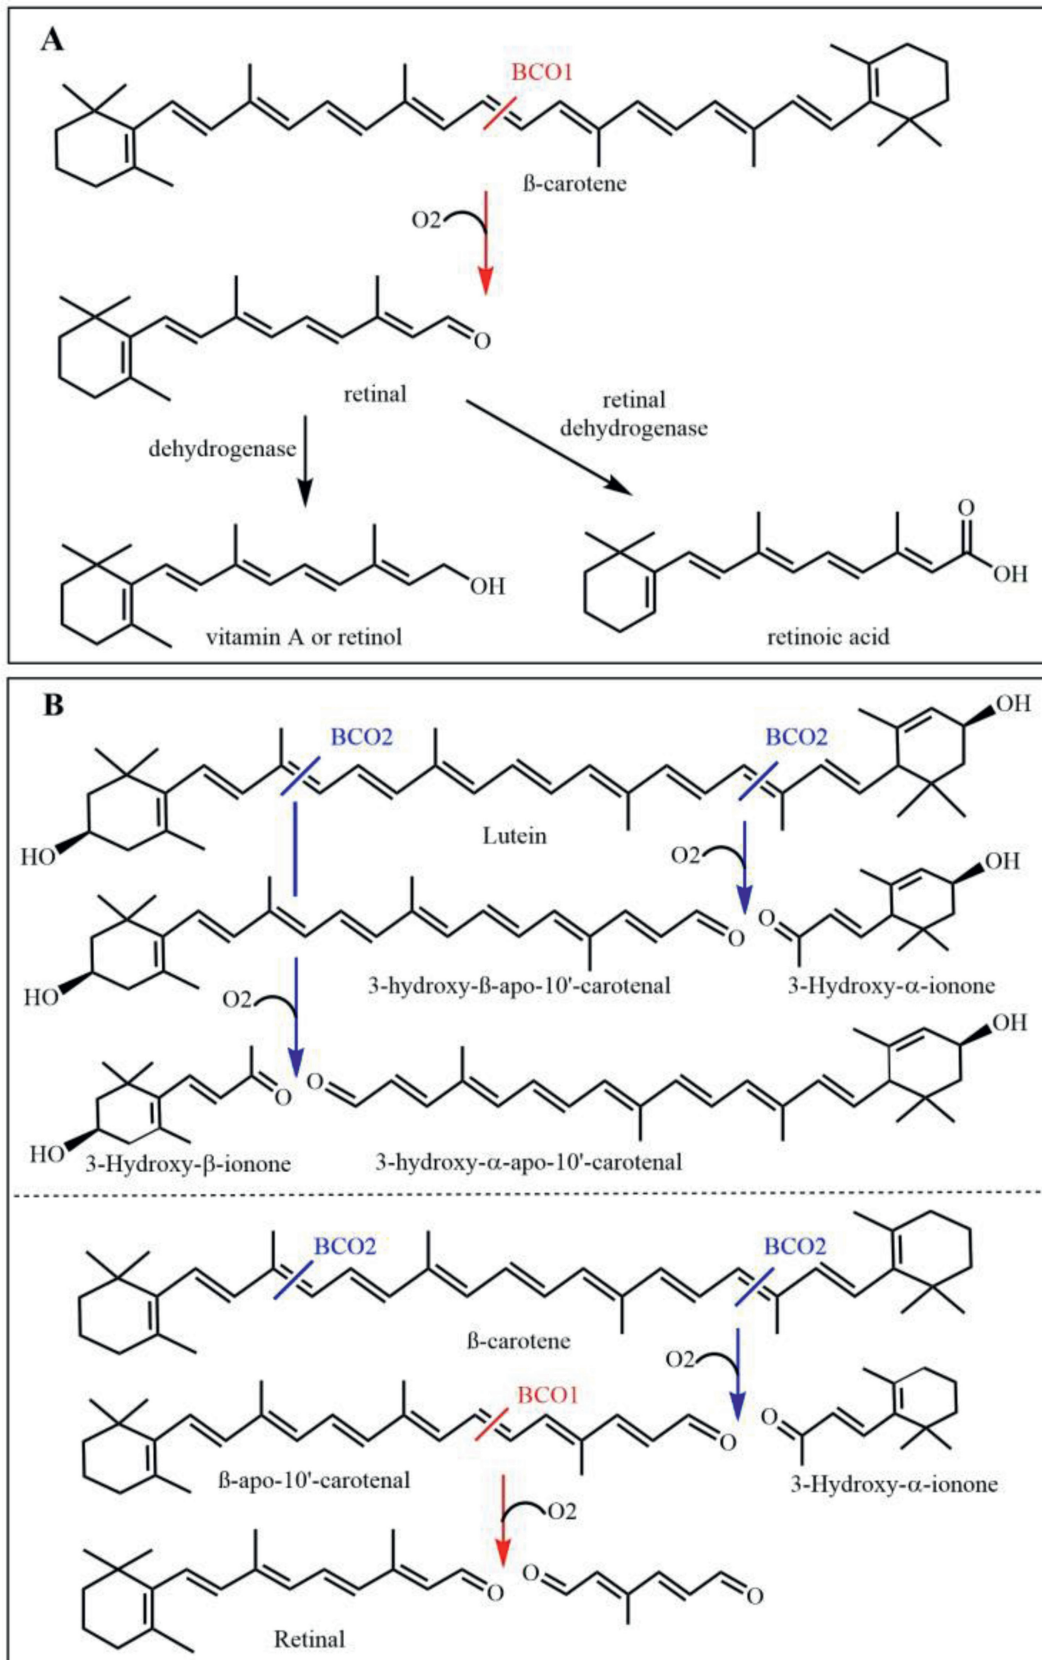 A
BCO1
ß-carotene
O2
O
retinal
retinal
dehydrogenase
dehydrogenase
O
OH
OH
vitamin A or retinol
retinoic acid
B
OH
BCO2
BCO2
Lutein
HO
O2
OH
O
O
3-hydroxy-ß-apo-10'-carotenal
3-Hydroxy-α-ionone
HO
O2
OH
O
O
HO
3-Hydroxy-β-ionone
3-hydroxy-α-apo-10'-carotenal
BCO2
BCO2
ß-carotene
O2
BCO1
O
O
ß-apo-10'-carotenal
3-Hydroxy-α-ionone
O2
O
O
O
Retinal